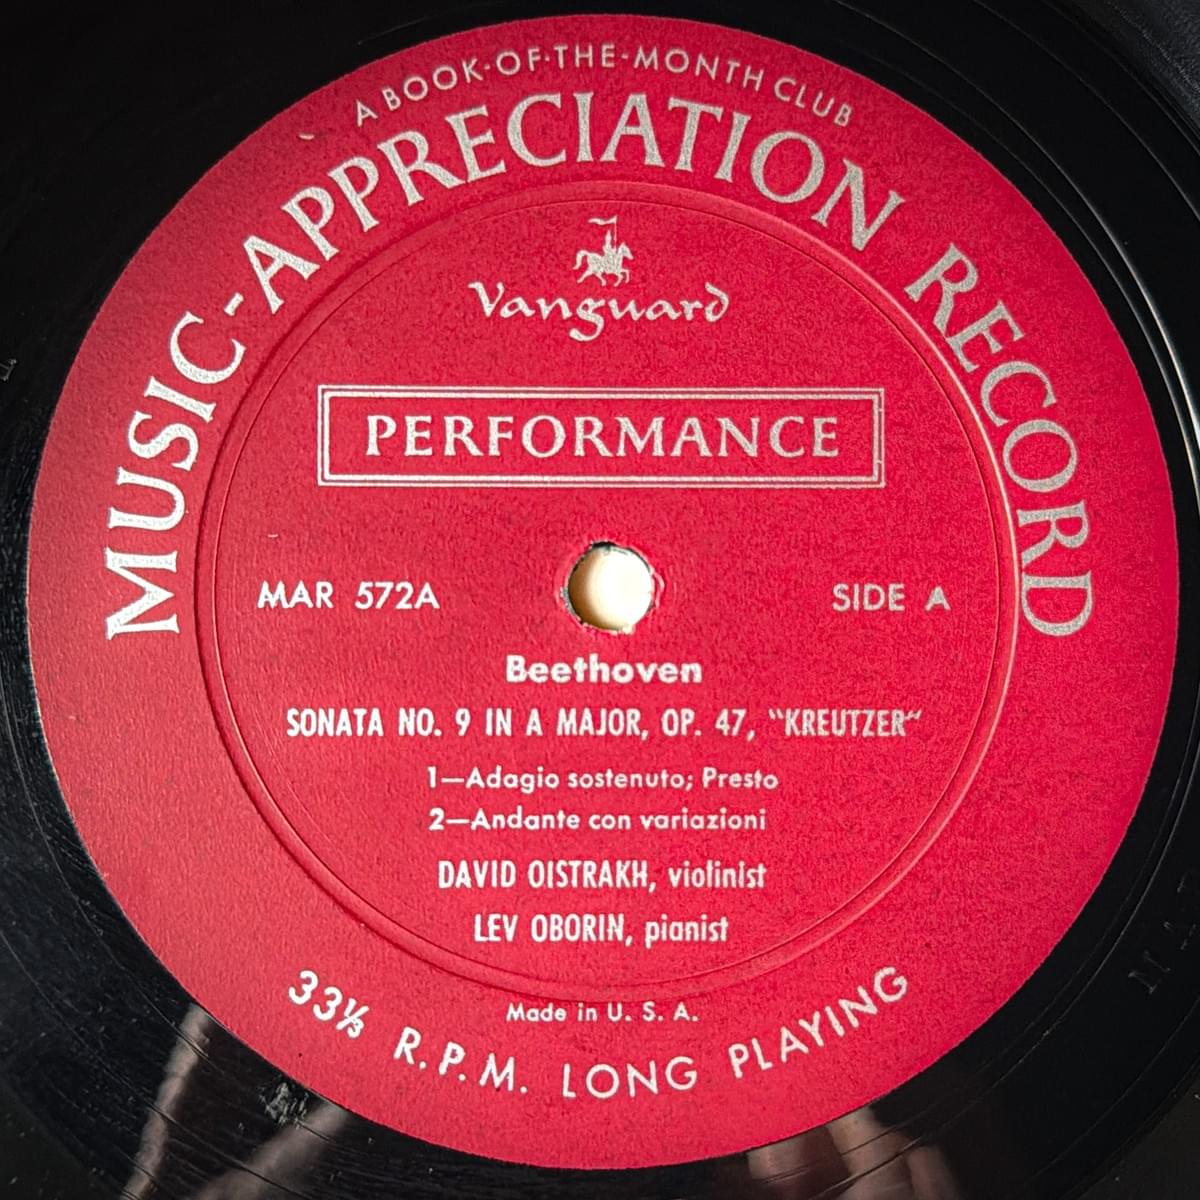 A BOOK-OF-THE-MONTH CLUB
MUSIC-APPRECIATION RECORD
Vanguard
PERFORMANCE
MAR 572A
SIDE A
Beethoven
SONATA NO. 9 IN A MAJOR, OP. 47, "KREUTZER"
1—Adagio sostenuto; Presto
2—Andante con variazioni
DAVID OISTRAKH, violinist
LEV OBORIN, pianist
Made in U. S. A.
33⅓ R.P.M. LONG PLAYING